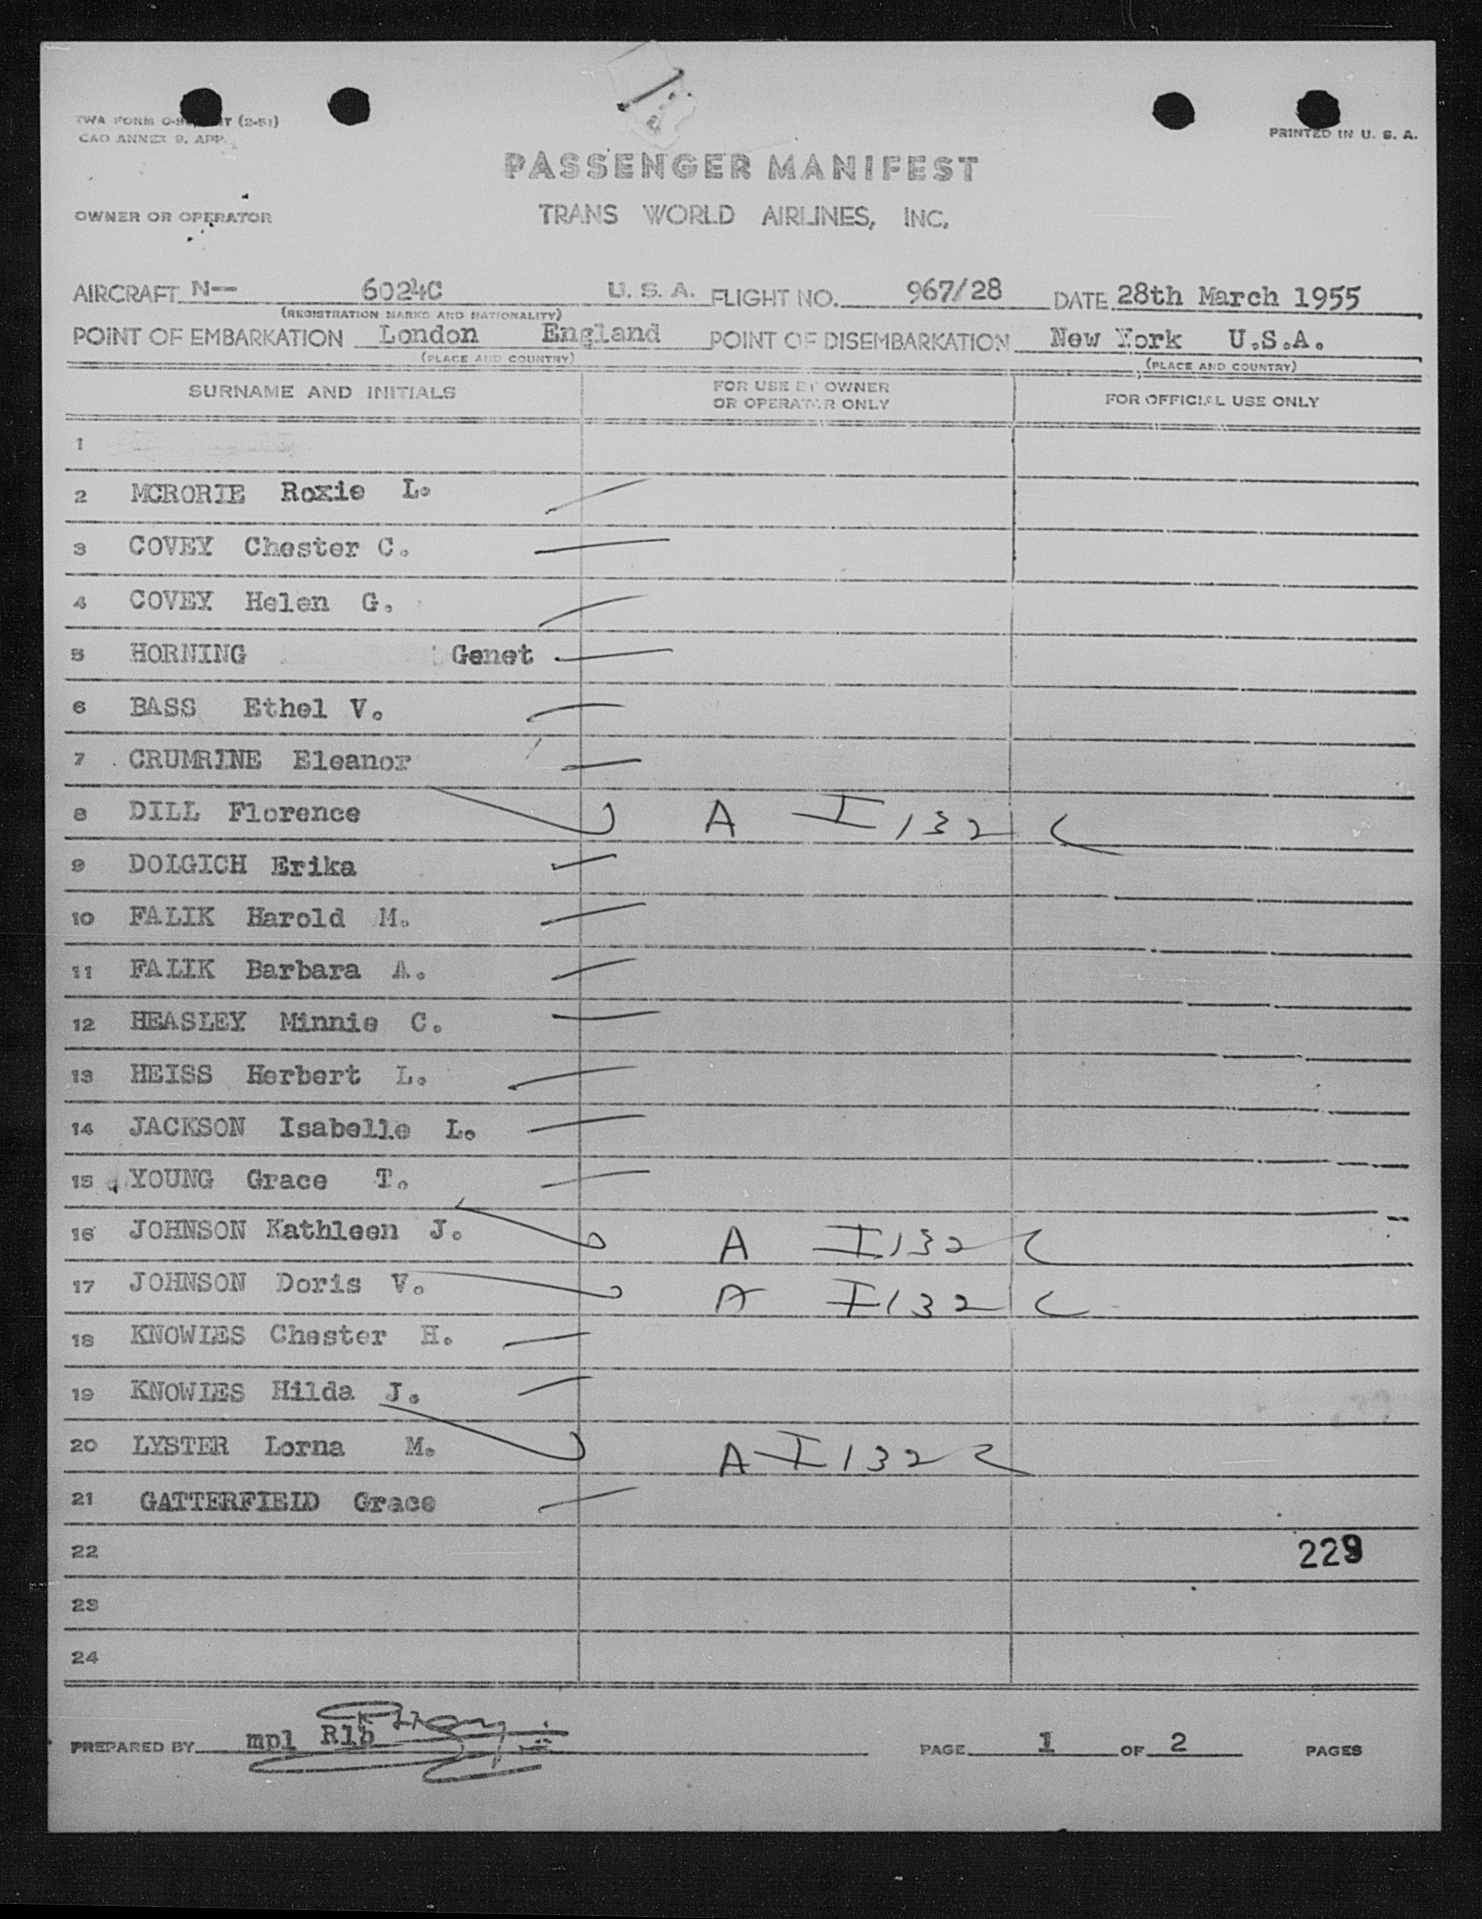 TWA FORM (2-51)
CAO ANNEX 9, APP.
PRINTED IN U. S. A.
PASSENGER MANIFEST
OWNER OR OPERATOR TRANS WORLD AIRLINES, INC.
AIRCRAFT N-- 6024C U. S. A. FLIGHT NO. 967/28 DATE 28th March 1955
(REGISTRATION MARKS AND NATIONALITY)
POINT OF EMBARKATION London England POINT OF DISEMBARKATION New York U.S.A.
(PLACE AND COUNTRY) (PLACE AND COUNTRY)
SURNAME AND INITIALS FOR USE BY OWNER OR OPERATOR ONLY FOR OFFICIAL USE ONLY
1
2 MCRORIE Roxie L.
3 COVEY Chester C.
4 COVEY Helen G.
5 HORNING Genet
6 BASS Ethel V.
7 CRUMRINE Eleanor
8 DILL Florence A I 132 C
9 DOLGICH Erika
10 FALIK Harold M.
11 FALIK Barbara A.
12 HEASLEY Minnie C.
13 HEISS Herbert L.
14 JACKSON Isabelle L.
15 YOUNG Grace T.
16 JOHNSON Kathleen J. A I 132 C
17 JOHNSON Doris V. A I 132 C
18 KNOWLES Chester H.
19 KNOWLES Hilda J.
20 LYSTER Lorna M. A I 132 C
21 GATTERFIELD Grace
22 229
23
24
PREPARED BY mpl Rlb PAGE 1 OF 2 PAGES